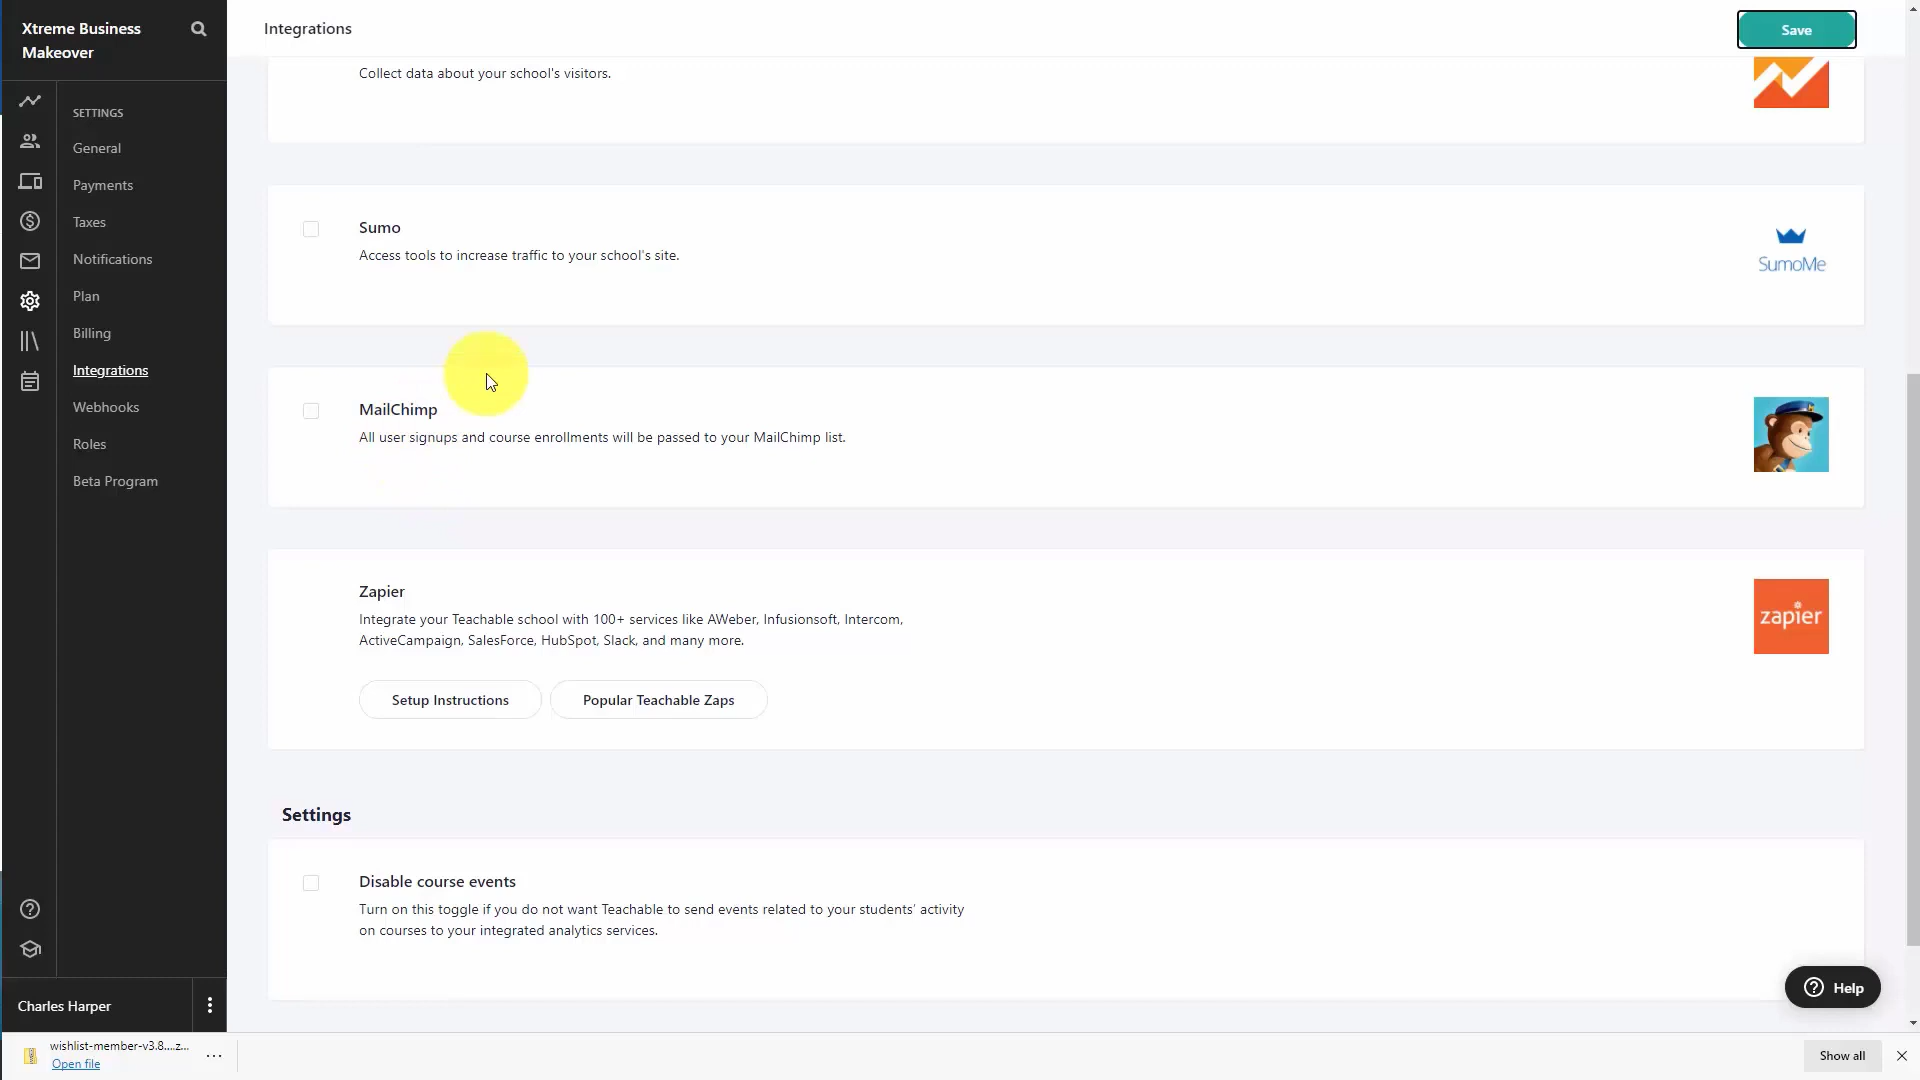 Xtreme Business
Makeover
Integrations
Save
SETTINGS
General
Payments
Taxes
Notifications
Plan
Billing
Integrations
Webhooks
Roles
Beta Program
Charles Harper
Collect data about your school's visitors.
Sumo
Access tools to increase traffic to your school's site.
SumoMe
MailChimp
All user signups and course enrollments will be passed to your MailChimp list.
Zapier
Integrate your Teachable school with 100+ services like AWeber, Infusionsoft, Intercom,
ActiveCampaign, SalesForce, HubSpot, Slack, and many more.
zapier
Setup Instructions
Popular Teachable Zaps
Settings
Disable course events
Turn on this toggle if you do not want Teachable to send events related to your students' activity
on courses to your integrated analytics services.
Help
wishlist-member-v3.8....z...
Open file
Show all